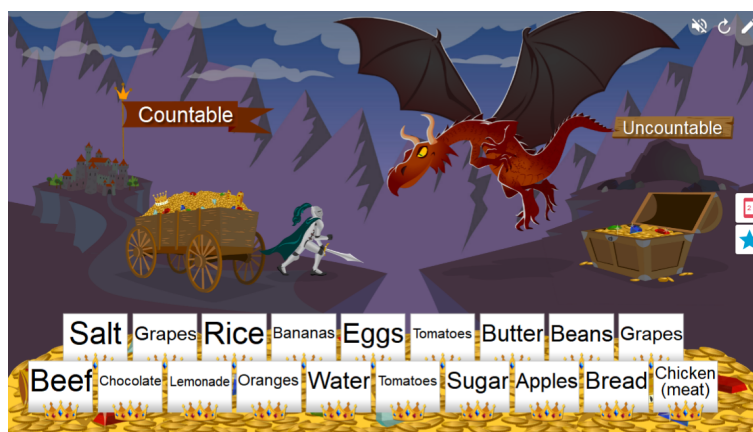 Countable
Uncountable
Salt Grapes Rice Bananas Eggs Tomatoes Butter Beans Grapes
Beef Chocolate Lemonade Oranges Water Tomatoes Sugar Apples Bread Chicken
(meat)
2